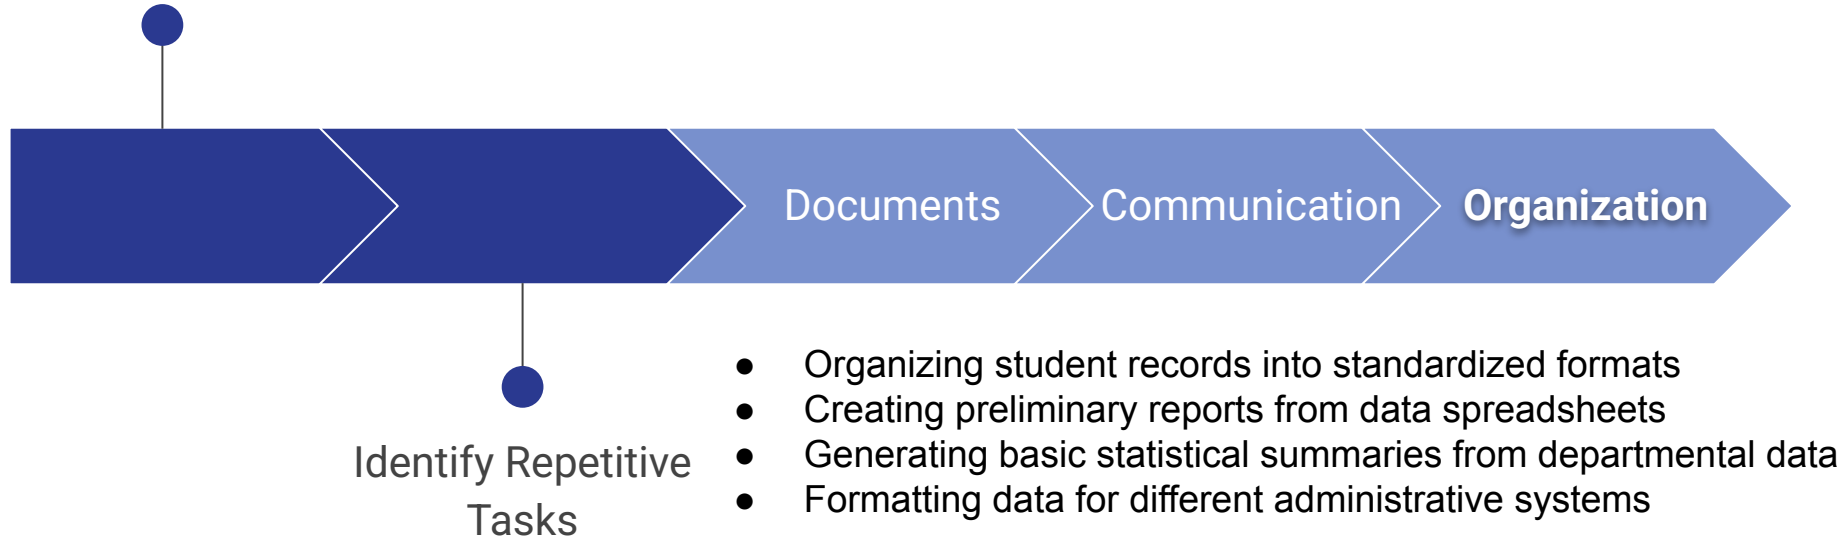 Documents
Communication
Organization
Identify Repetitive
Tasks
● Organizing student records into standardized formats
● Creating preliminary reports from data spreadsheets
● Generating basic statistical summaries from departmental data
● Formatting data for different administrative systems